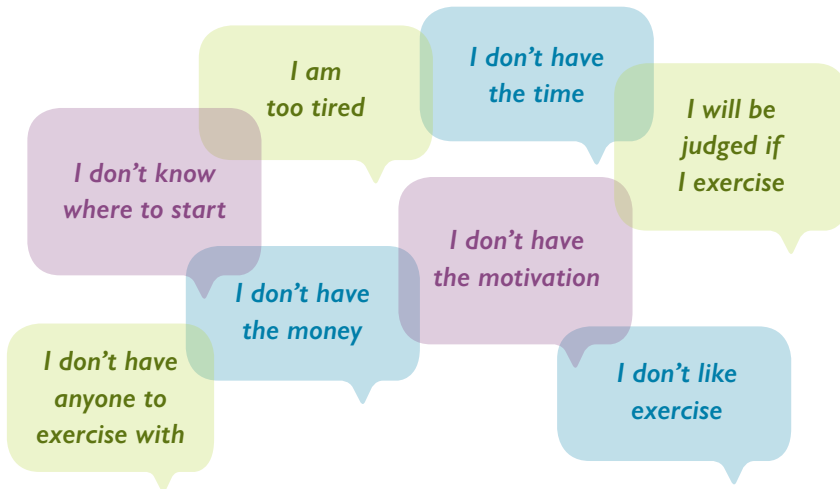 I am
too tired
I don’t have
the time
I will be
judged if
I exercise
I don’t know
where to start
I don’t have
the motivation
I don’t have
the money
I don’t have
anyone to
exercise with
I don’t like
exercise